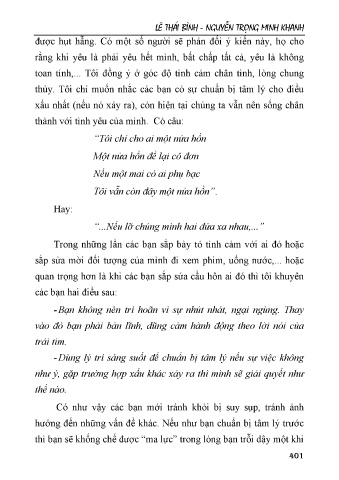 LÊ THÁI BÌNH - NGUYỄN TRỌNG MINH KHANH
được hụt hẫng. Có một số người sẽ phản đối ý kiến này, họ cho
rằng khi yêu là phải yêu hết mình, bất chấp tất cả, yêu là không
toan tính,... Tôi đồng ý ở góc độ tình cảm chân tình, lòng chung
thủy. Tôi chỉ muốn nhắc các bạn có sự chuẩn bị tâm lý cho điều
xấu nhất (nếu nó xảy ra), còn hiện tại chúng ta vẫn nên sống chân
thành với tình yêu của mình.  Có câu:
“Tôi chỉ cho ai một nửa hồn
Một nửa hồn để lại cô đơn
Nếu một mai có ai phụ bạc
Tôi vẫn còn đây một nửa hồn”.
Hay:
“...Nếu lỡ chúng mình hai đứa xa nhau,...”
Trong những lần các bạn sắp bày tỏ tình cảm với ai đó hoặc
sắp sửa mời đối tượng của mình đi xem phim, uống nước,... hoặc
quan trọng hơn là khi các bạn sắp sửa cầu hôn ai đó thì tôi khuyên
các bạn hai điều sau:
-Bạn không nên trì hoãn vì sự nhút nhát, ngại ngùng. Thay
vào đó bạn phải bản lĩnh, dũng cảm hành động theo lời nói của
trái tim.
-Dùng lý trí sáng suốt để chuẩn bị tâm lý nếu sự việc không
như ý, gặp trường hợp xấu khác xảy ra thì mình sẽ giải quyết như
thế nào.
Có như vậy các bạn mới tránh khỏi bị suy sụp, tránh ảnh
hưởng đến những vấn đề khác. Nếu như bạn chuẩn bị tâm lý trước
thì bạn sẽ khống chế được “ma lực” trong lòng bạn trỗi dậy một khi
401